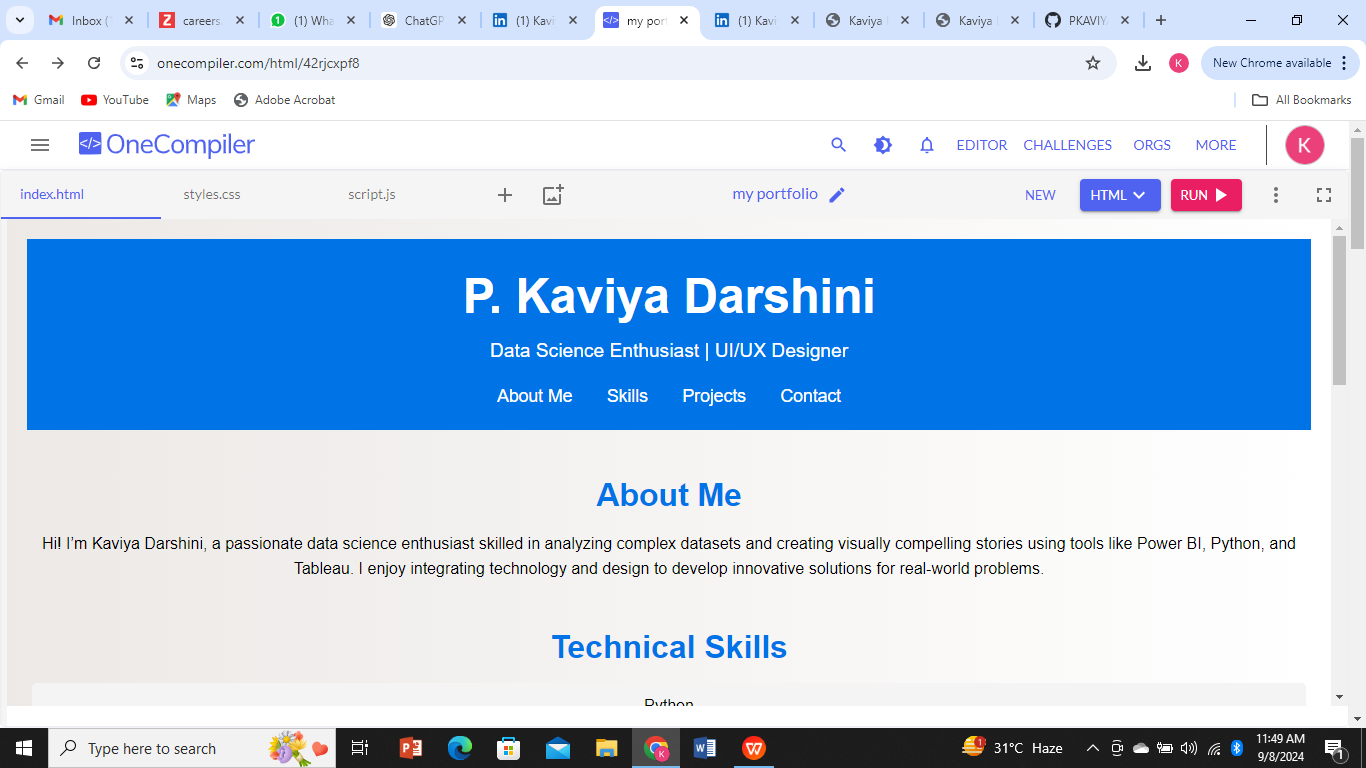 Inbox (
careers.
(1) Wha
ChatGP
(1) Kavi
my port
(1) Kavi
Kaviya
Kaviya
PKAVIY
onecompiler.com/html/42rjcxpf8
K
New Chrome available
Gmail
YouTube
Maps
Adobe Acrobat
All Bookmarks
OneCompiler
EDITOR
CHALLENGES
ORGS
MORE
K
index.html
styles.css
script.js
my portfolio
NEW
HTML
RUN
P. Kaviya Darshini
Data Science Enthusiast | UI/UX Designer
About Me
Skills
Projects
Contact
About Me
Hi! I’m Kaviya Darshini, a passionate data science enthusiast skilled in analyzing complex datasets and creating visually compelling stories using tools like Power BI, Python, and
Tableau. I enjoy integrating technology and design to develop innovative solutions for real-world problems.
Technical Skills
Python
Type here to search
31°C Haze
11:49 AM
9/8/2024
1